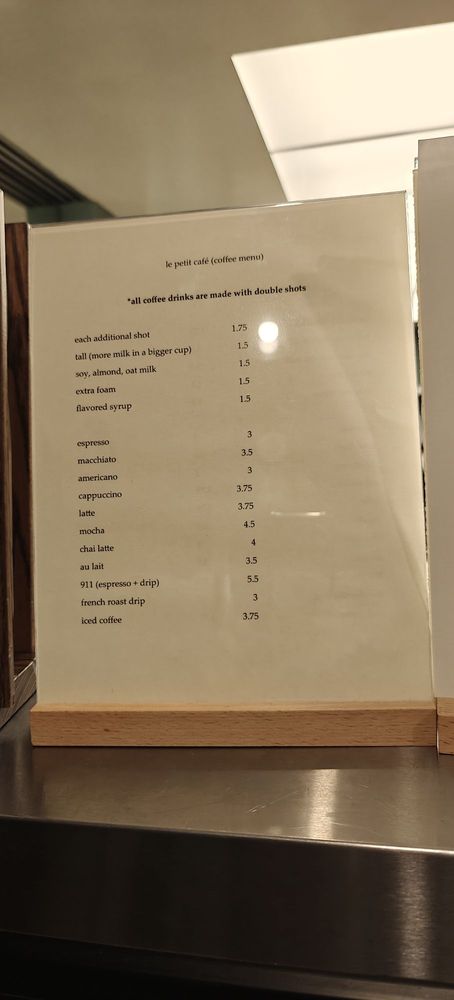 le petit café (coffee menu)
*all coffee drinks are made with double shots
each additional shot 1.75
tall (more milk in a bigger cup) 1.5
soy, almond, oat milk 1.5
extra foam 1.5
flavored syrup 1.5
espresso 3
macchiato 3.5
americano 3
cappuccino 3.75
latte 3.75
mocha 4.5
chai latte 4
au lait 3.5
911 (espresso + drip) 5.5
french roast drip 3
iced coffee 3.75